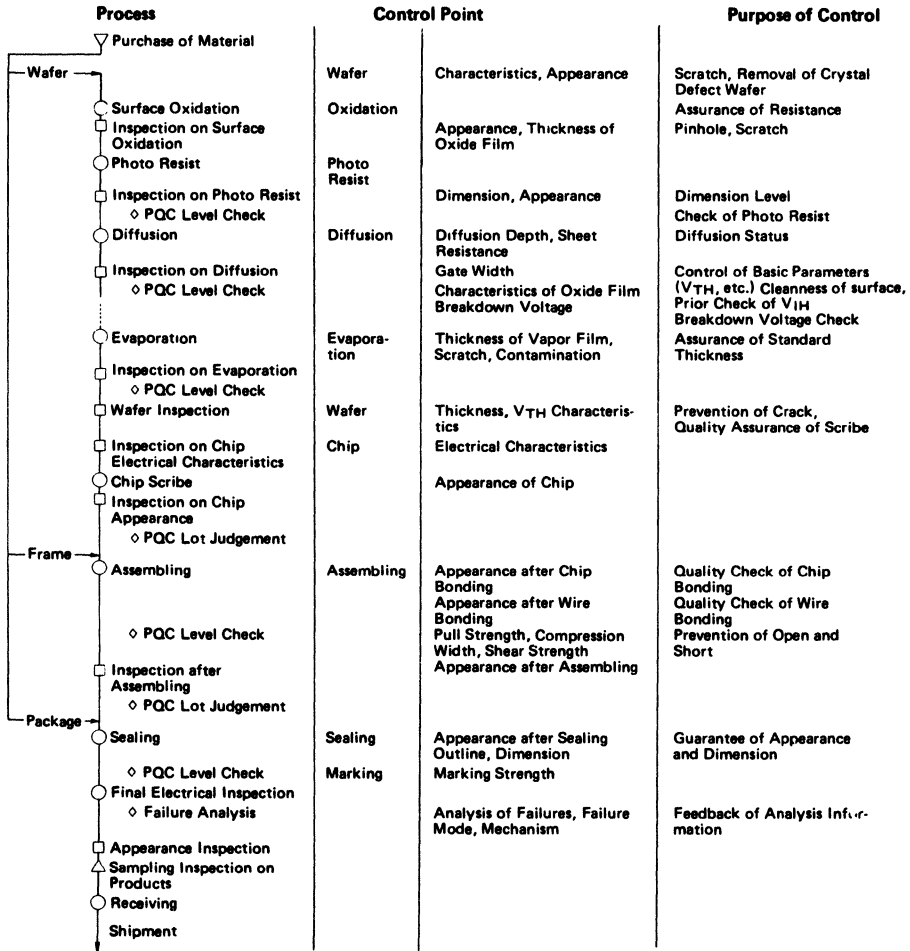 Process Control Point Purpose of Control
Purchase of Material
Wafer Wafer Characteristics, Appearance Scratch, Removal of Crystal
Defect Wafer
Surface Oxidation Oxidation Assurance of Resistance
Inspection on Surface Appearance, Thickness of Pinhole, Scratch
Oxidation Oxide Film
Photo Resist Photo
Resist
Inspection on Photo Resist Dimension, Appearance Dimension Level
◊ PQC Level Check Check of Photo Resist
Diffusion Diffusion Diffusion Depth, Sheet Diffusion Status
Resistance
Inspection on Diffusion Gate Width Control of Basic Parameters
◊ PQC Level Check Characteristics of Oxide Film (VTH, etc.) Cleanness of surface,
Breakdown Voltage Prior Check of VIH
Breakdown Voltage Check
Evaporation Evapora- Thickness of Vapor Film, Assurance of Standard
tion Scratch, Contamination Thickness
Inspection on Evaporation
◊ PQC Level Check
Wafer Inspection Wafer Thickness, VTH Characteris- Prevention of Crack,
tics Quality Assurance of Scribe
Inspection on Chip Chip Electrical Characteristics
Electrical Characteristics
Chip Scribe Appearance of Chip
Inspection on Chip
Appearance
◊ PQC Lot Judgement
Frame
Assembling Assembling Appearance after Chip Quality Check of Chip
Bonding Bonding
Appearance after Wire Quality Check of Wire
Bonding Bonding
◊ PQC Level Check Pull Strength, Compression Prevention of Open and
Width, Shear Strength Short
Inspection after Appearance after Assembling
Assembling
◊ PQC Lot Judgement
Package
Sealing Sealing Appearance after Sealing Guarantee of Appearance
Outline, Dimension and Dimension
◊ PQC Level Check Marking Marking Strength
Final Electrical Inspection
◊ Failure Analysis Analysis of Failures, Failure Feedback of Analysis Infor-
Mode, Mechanism mation
Appearance Inspection
Sampling Inspection on
Products
Receiving
Shipment